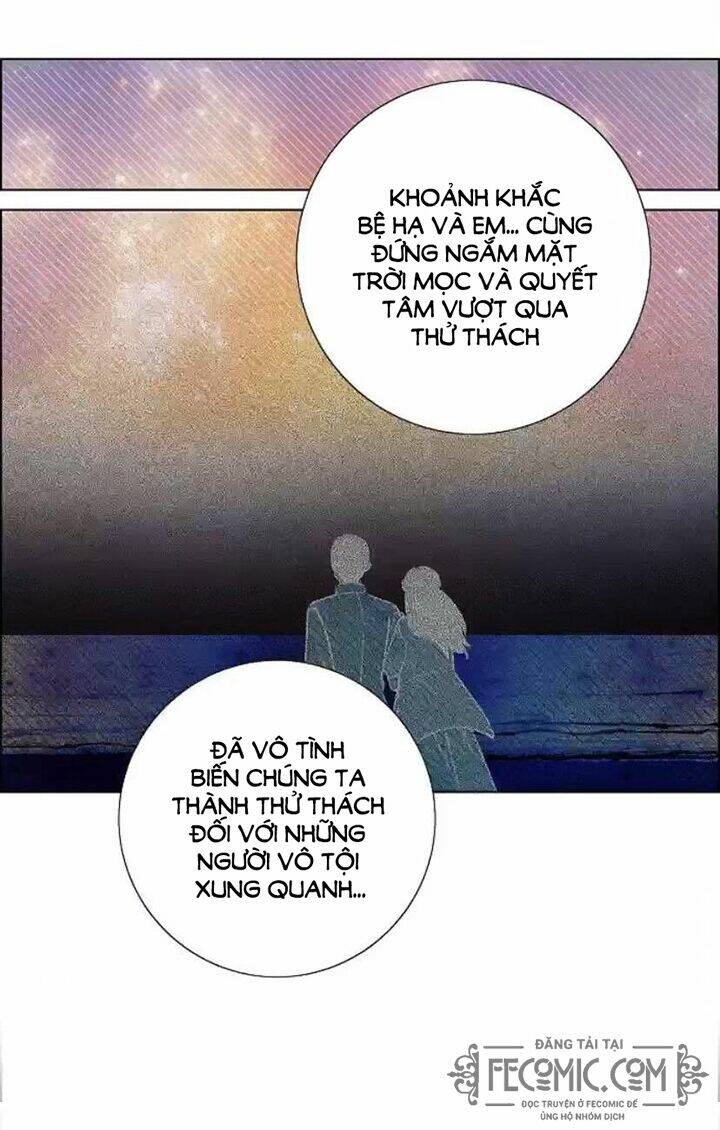 KHOẢNH KHẮC
BỆ HẠ VÀ EM... CÙNG
ĐỨNG NGẮM MẶT
TRỜI MỌC VÀ QUYẾT
TÂM VƯỢT QUA
THỬ THÁCH
ĐÃ VÔ TÌNH
BIẾN CHÚNG TA
THÀNH THỬ THÁCH
ĐỐI VỚI NHỮNG
NGƯỜI VÔ TỘI
XUNG QUANH...
ĐĂNG TẢI TẠI
FECOMIC.COM
ĐỌC TRUYỆN Ở FECOMIC ĐỂ
ỦNG HỘ NHÓM DỊCH